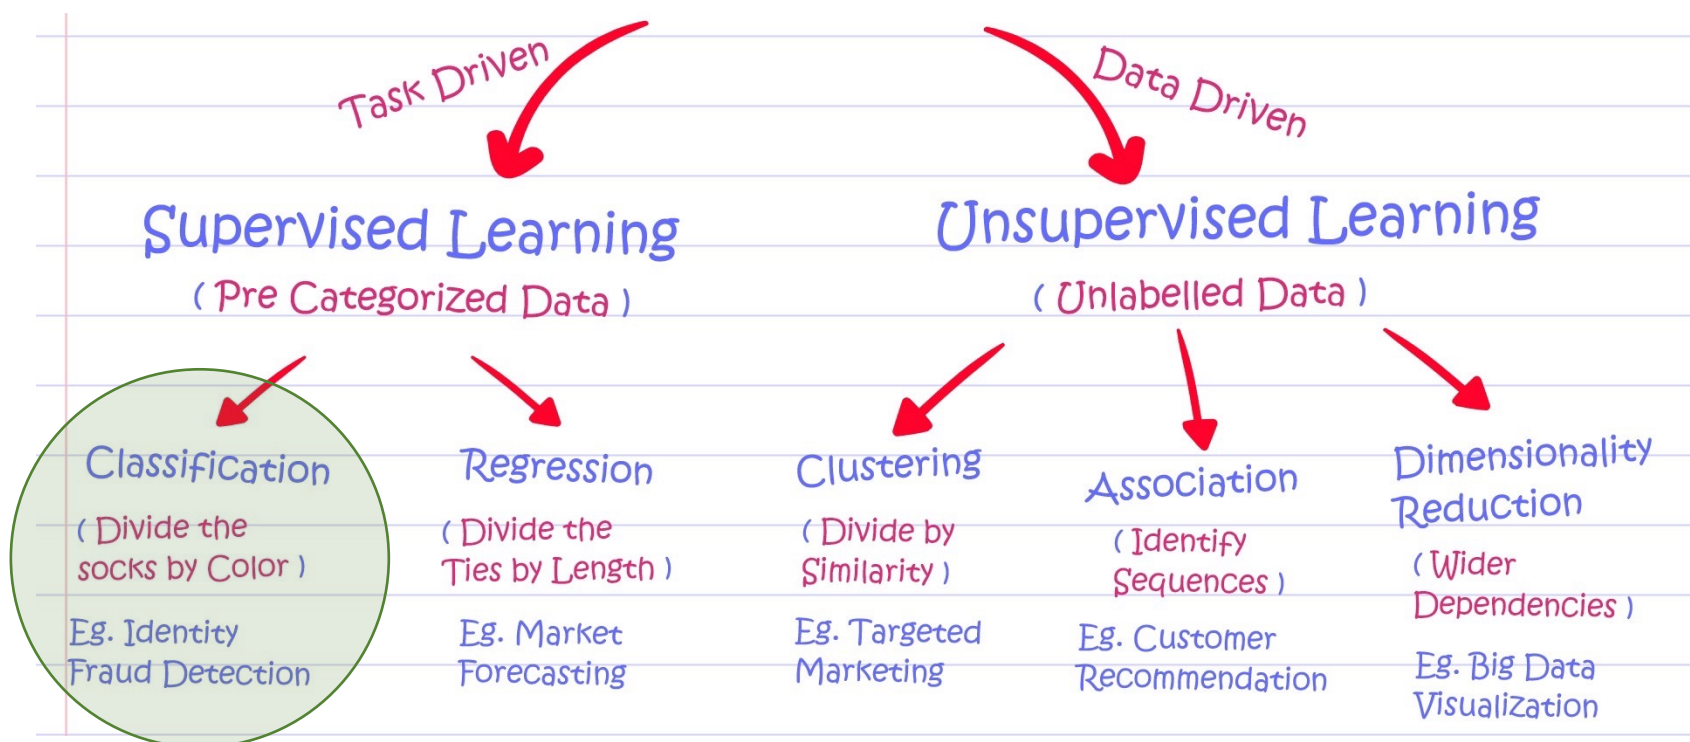 Task Driven
Data Driven
Supervised Learning
( Pre Categorized Data )
Unsupervised Learning
( Unlabelled Data )
Classification
( Divide the
socks by Color )
Eg. Identity
Fraud Detection
Regression
( Divide the
Ties by Length )
Eg. Market
Forecasting
Clustering
( Divide by
Similarity )
Eg. Targeted
Marketing
Association
( Identify
Sequences )
Eg. Customer
Recommendation
Dimensionality
Reduction
( Wider
Dependencies )
Eg. Big Data
Visualization